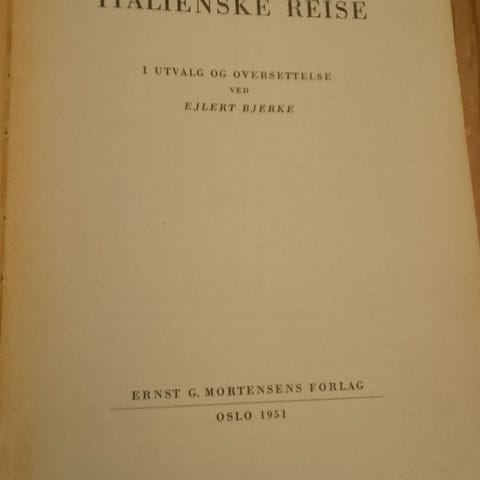 ITALIENSKE REISE
I UTVALG OG OVERSETTELSE
VED
EJLERT BJERKE
ERNST G. MORTENSENS FORLAG
OSLO 1951